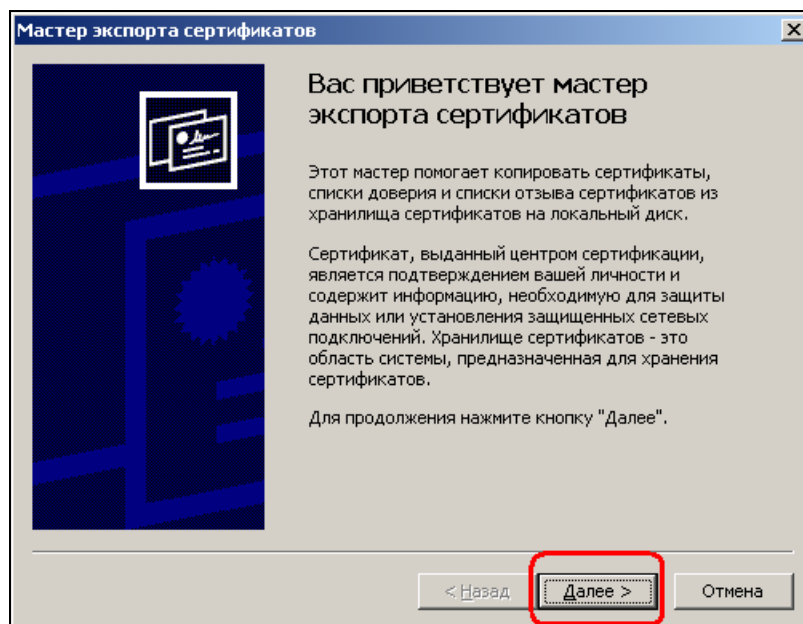 Мастер экспорта сертификатов
Вас приветствует мастер
экспорта сертификатов
Этот мастер помогает копировать сертификаты,
списки доверия и списки отзыва сертификатов из
хранилища сертификатов на локальный диск.
Сертификат, выданный центром сертификации,
является подтверждением вашей личности и
содержит информацию, необходимую для защиты
данных или установления защищенных сетевых
подключений. Хранилище сертификатов - это
область системы, предназначенная для хранения
сертификатов.
Для продолжения нажмите кнопку "Далее".
< Назад
Далее >
Отмена